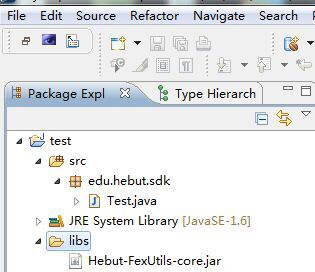 File Edit Source Refactor Navigate Search
Package Expl Type Hierarch
test
src
edu.hebut.sdk
Test.java
JRE System Library [JavaSE-1.6]
libs
Hebut-FexUtils-core.jar